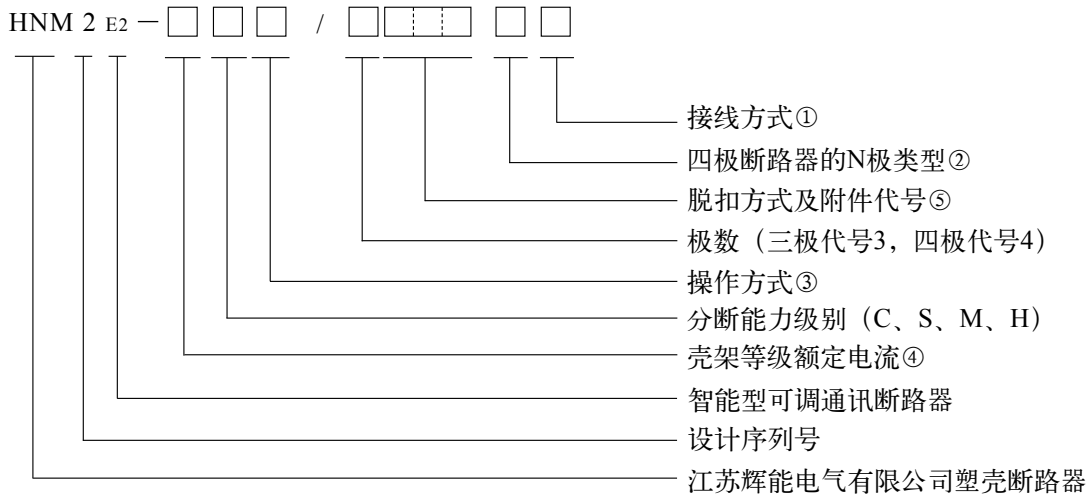 HNM 2 E2 — □ □ □ / □ □ □ □
接线方式①
四极断路器的N极类型②
脱扣方式及附件代号⑤
极数（三极代号3，四极代号4）
操作方式③
分断能力级别（C、S、M、H）
壳架等级额定电流④
智能型可调通讯断路器
设计序列号
江苏辉能电气有限公司塑壳断路器